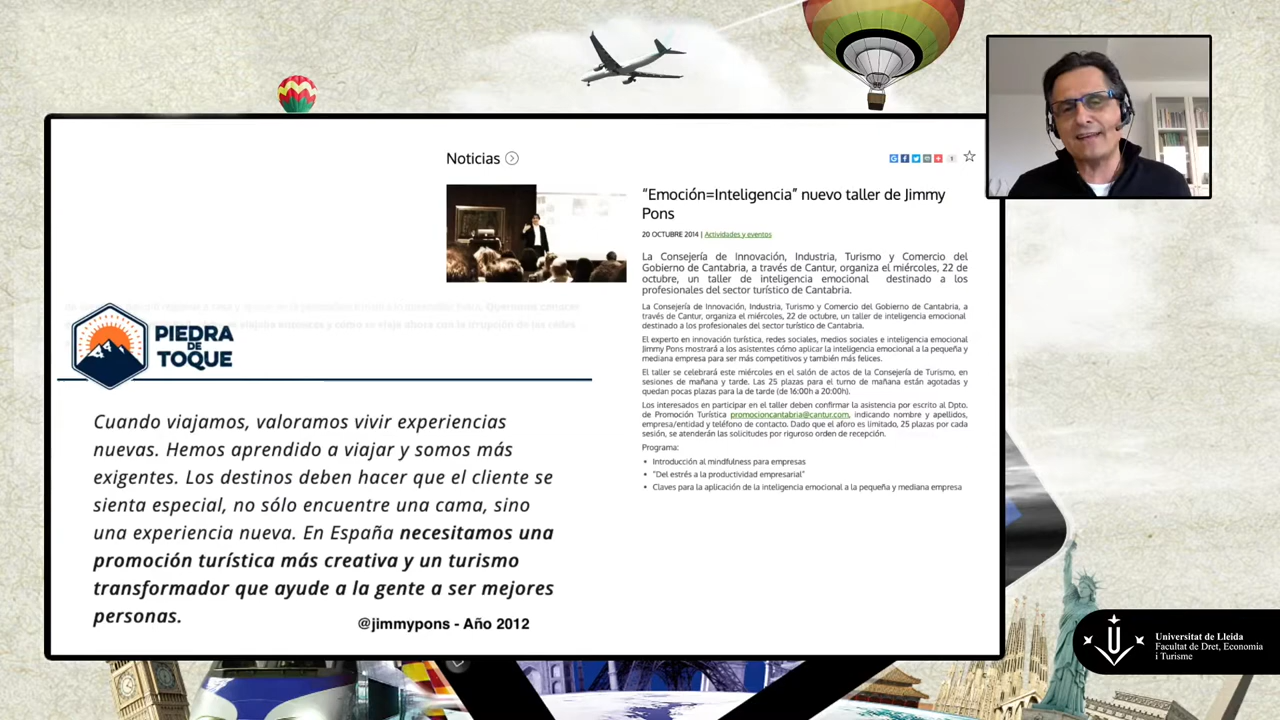 Noticias
“Emoción=Inteligencia” nuevo taller de Jimmy
Pons
20 OCTUBRE 2014 | Actividades y eventos
La Consejería de Innovación, Industria, Turismo y Comercio del
Gobierno de Cantabria, a través de Cantur, organiza el miércoles, 22 de
octubre, un taller de inteligencia emocional destinado a los
profesionales del sector turístico de Cantabria.
La Consejería de Innovación, Industria, Turismo y Comercio del Gobierno de Cantabria, a
través de Cantur, organiza el miércoles, 22 de octubre, un taller de inteligencia emocional
destinado a los profesionales del sector turístico de Cantabria.
El experto en innovación turística, redes sociales, medios sociales e inteligencia emocional
Jimmy Pons mostrará a los asistentes cómo aplicar la inteligencia emocional a la pequeña y
mediana empresa para ser más competitivos y también más felices.
El taller se celebrará este miércoles en el salón de actos de la Consejería de Turismo, en
sesiones de mañana y tarde. Las 25 plazas para el turno de mañana están agotadas y
quedan pocas plazas para la de tarde (de 16:00h a 20:00h).
Los interesados en participar en el taller deben confirmar la asistencia por escrito al Dpto.
de Promoción Turística promocioncantabria@cantur.com, indicando nombre y apellidos,
empresa/entidad y teléfono de contacto. Dado que el aforo es limitado, 25 plazas por cada
sesión, se atenderán las solicitudes por riguroso orden de recepción.
Programa:
• Introducción al mindfulness para empresas
• “Del estrés a la productividad empresarial”
• Claves para la aplicación de la inteligencia emocional a la pequeña y mediana empresa
PIEDRA
DE
TOQUE
Cuando viajamos, valoramos vivir experiencias
nuevas. Hemos aprendido a viajar y somos más
exigentes. Los destinos deben hacer que el cliente se
sienta especial, no sólo encuentre una cama, sino
una experiencia nueva. En España necesitamos una
promoción turística más creativa y un turismo
transformador que ayude a la gente a ser mejores
personas.
@jimmypons - Año 2012
Universitat de Lleida
Facultat de Dret, Economia
i Turisme